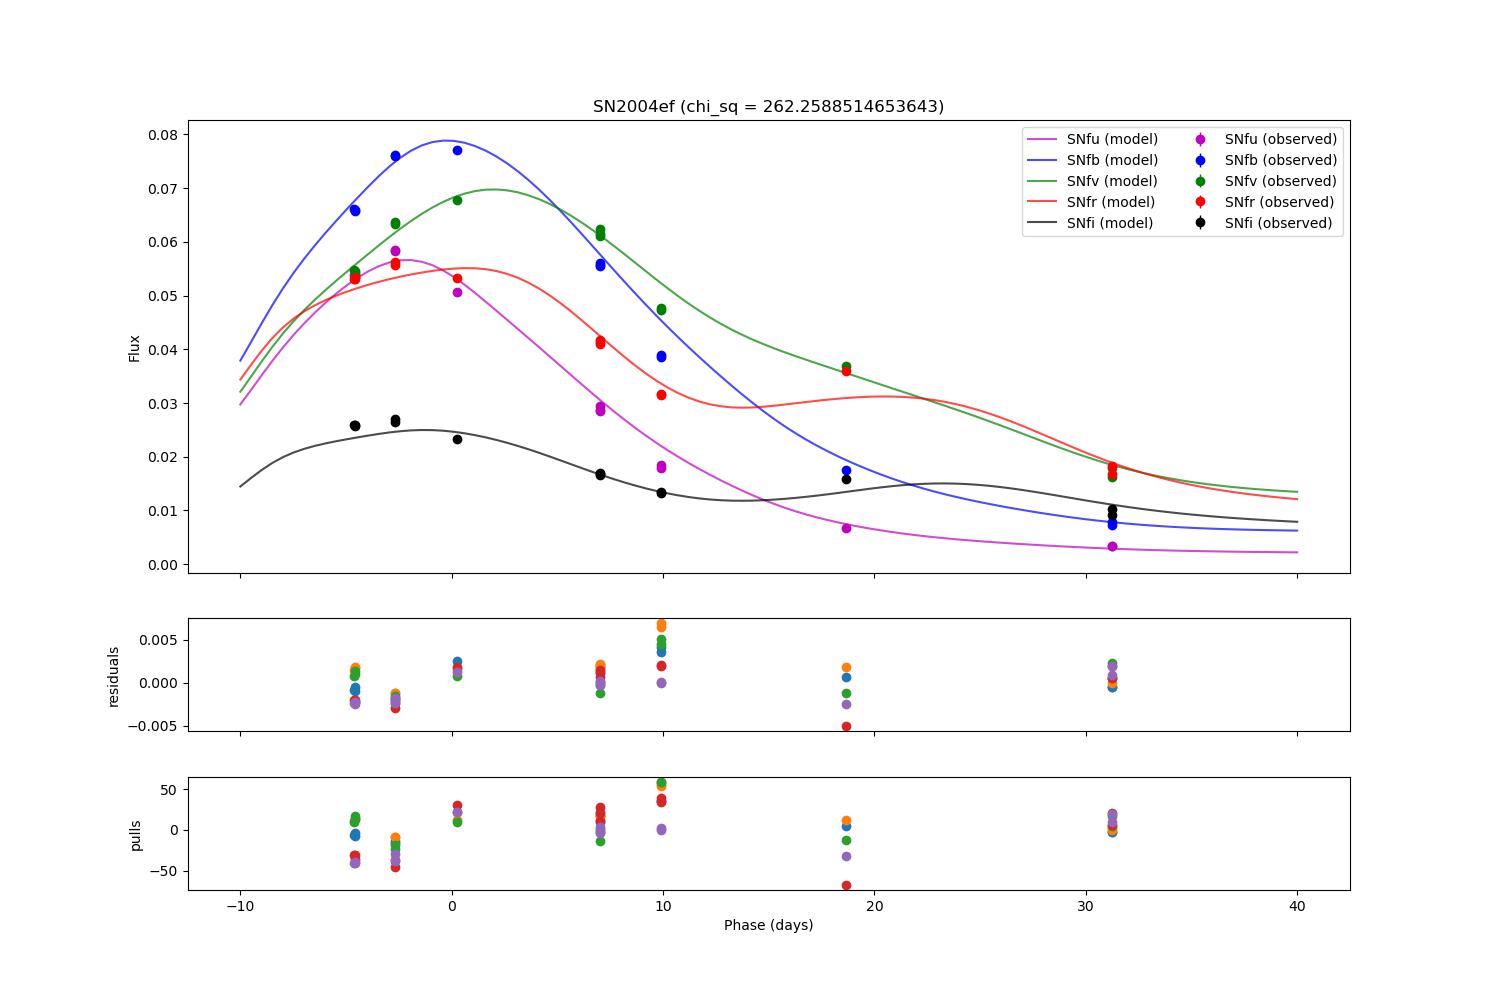 SN2004ef (chi_sq = 262.2588514653643)
SNfu (model) SNfu (observed)
SNfb (model) SNfb (observed)
SNfv (model) SNfv (observed)
SNfr (model) SNfr (observed)
SNfi (model) SNfi (observed)
0.08
0.07
0.06
0.05
0.04
0.03
0.02
0.01
0.00
Flux
0.005
0.000
−0.005
residuals
50
0
−50
pulls
−10 0 10 20 30 40
Phase (days)